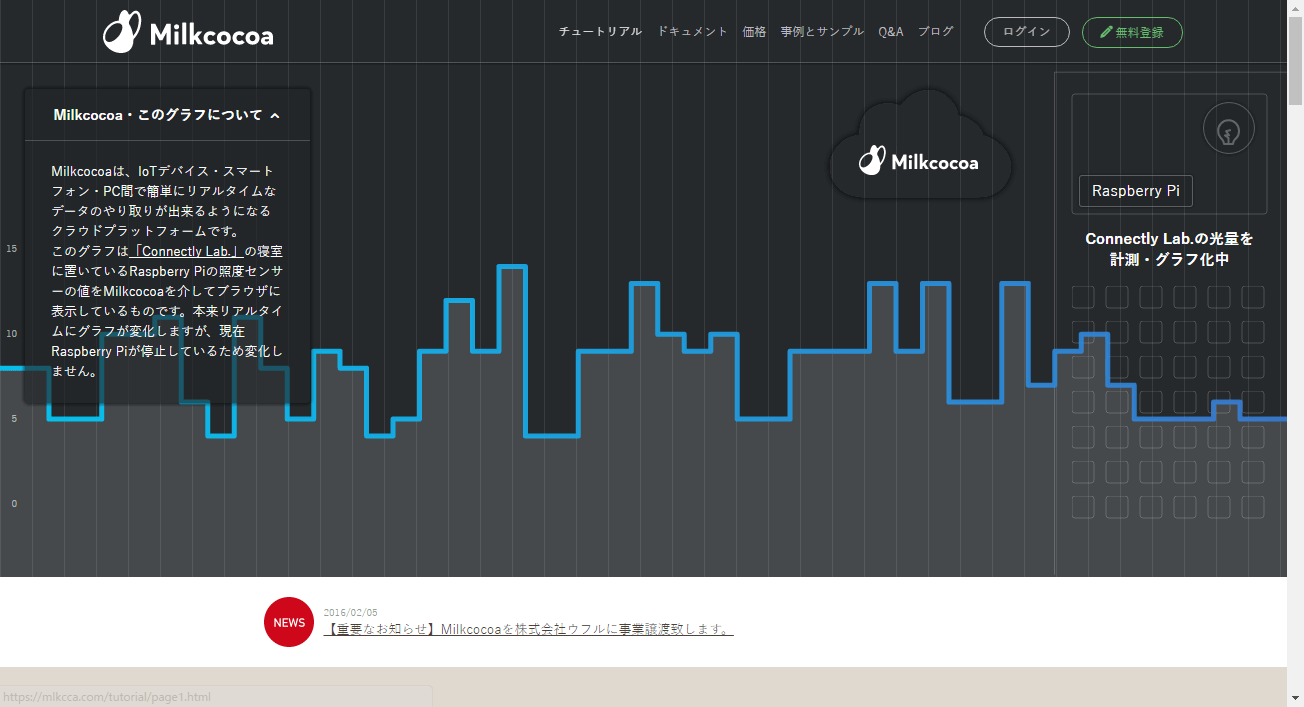 Milkcocoa
チュートリアル ドキュメント 価格 事例とサンプル Q&A ブログ ログイン 無料登録
Milkcocoa・このグラフについて
Milkcocoaは、IoTデバイス・スマート
フォン・PC間で簡単にリアルタイムな
データのやり取りが出来るようになる
クラウドプラットフォームです。
このグラフは「Connectly Lab.」の寝室
に置いているRaspberry Piの照度センサ
ーの値をMilkcocoaを介してブラウザに
表示しているものです。本来リアルタイ
ムにグラフが変化しますが、現在
Raspberry Piが停止しているため変化し
ません。
15
10
5
0
Milkcocoa
Raspberry Pi
Connectly Lab.の光量を
計測・グラフ化中
NEWS
2016/02/05
【重要なお知らせ】Milkcocoaを株式会社ウフルに事業譲渡致します。
https://mlkcca.com/tutorial/page1.html